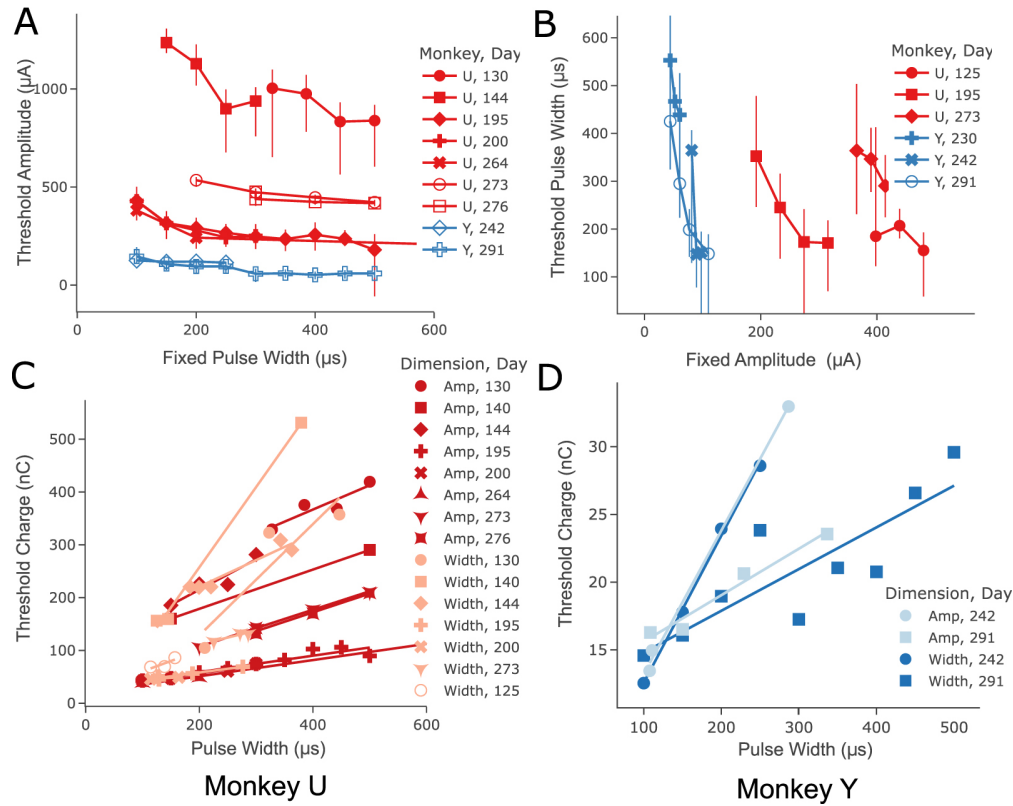 A
B
Threshold Amplitude (μA)
1000
500
0
0
200
400
600
Fixed Pulse Width (μs)
Monkey, Day
U, 130
U, 144
U, 195
U, 200
U, 264
U, 273
U, 276
Y, 242
Y, 291
Threshold Pulse Width (μs)
600
500
400
300
200
100
0
200
400
Fixed Amplitude (μA)
Monkey, Day
U, 125
U, 195
U, 273
Y, 230
Y, 242
Y, 291
C
D
Threshold Charge (nC)
500
400
300
200
100
0
0
200
400
600
Pulse Width (μs)
Dimension, Day
Amp, 130
Amp, 140
Amp, 144
Amp, 195
Amp, 200
Amp, 264
Amp, 273
Amp, 276
Width, 130
Width, 140
Width, 144
Width, 195
Width, 200
Width, 273
Width, 125
Threshold Charge (nC)
30
25
20
15
100
200
300
400
500
Pulse Width (μs)
Dimension, Day
Amp, 242
Amp, 291
Width, 242
Width, 291
Monkey U
Monkey Y